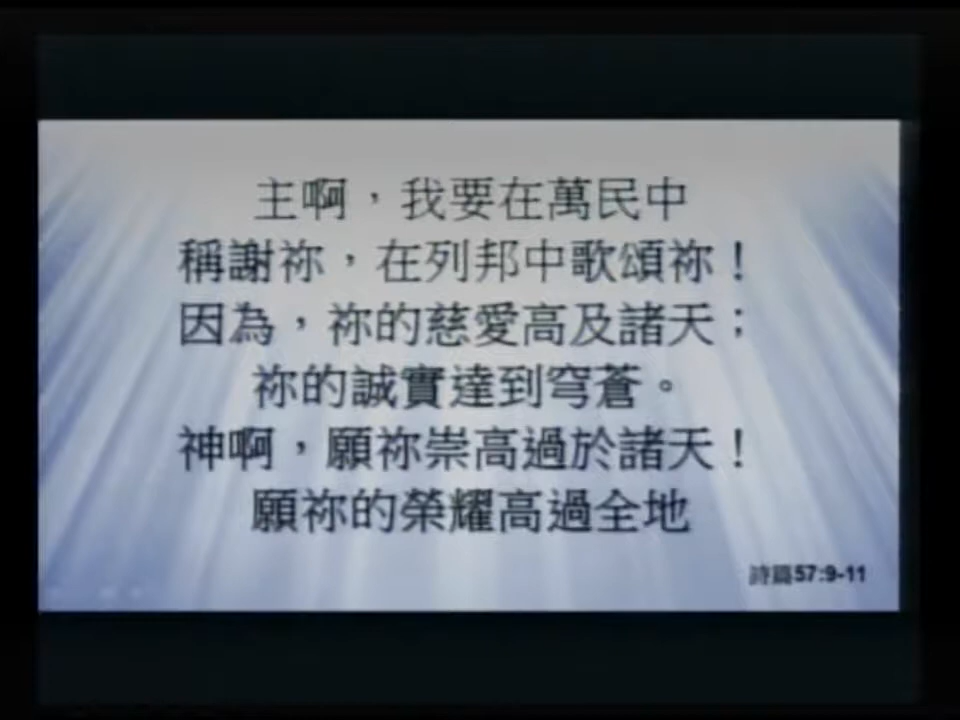 主啊，我要在萬民中
稱謝祢，在列邦中歌頌祢！
因為，祢的慈愛高及諸天；
祢的誠實達到穹蒼。
神啊，願祢崇高過於諸天！
願祢的榮耀高過全地
詩篇57:9-11